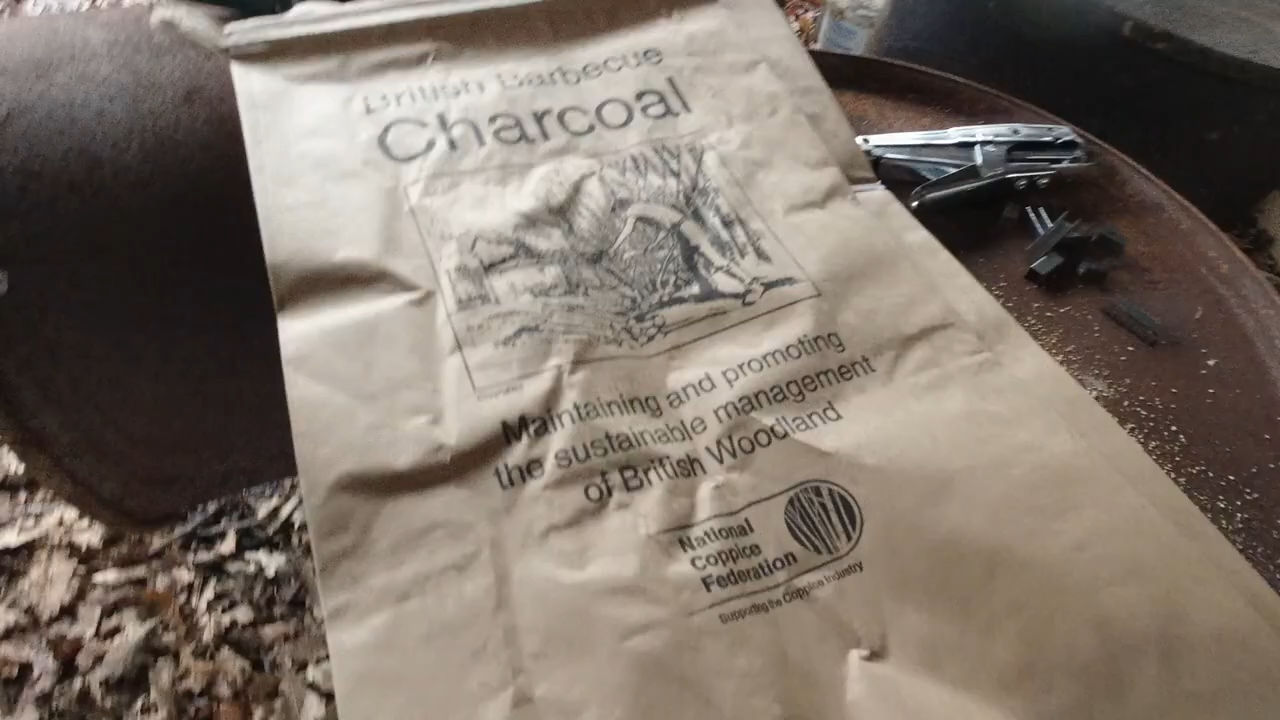 British Barbecue
Charcoal
Maintaining and promoting
the sustainable management
of British Woodland
National
Coppice
Federation
Supporting the Coppice Industry